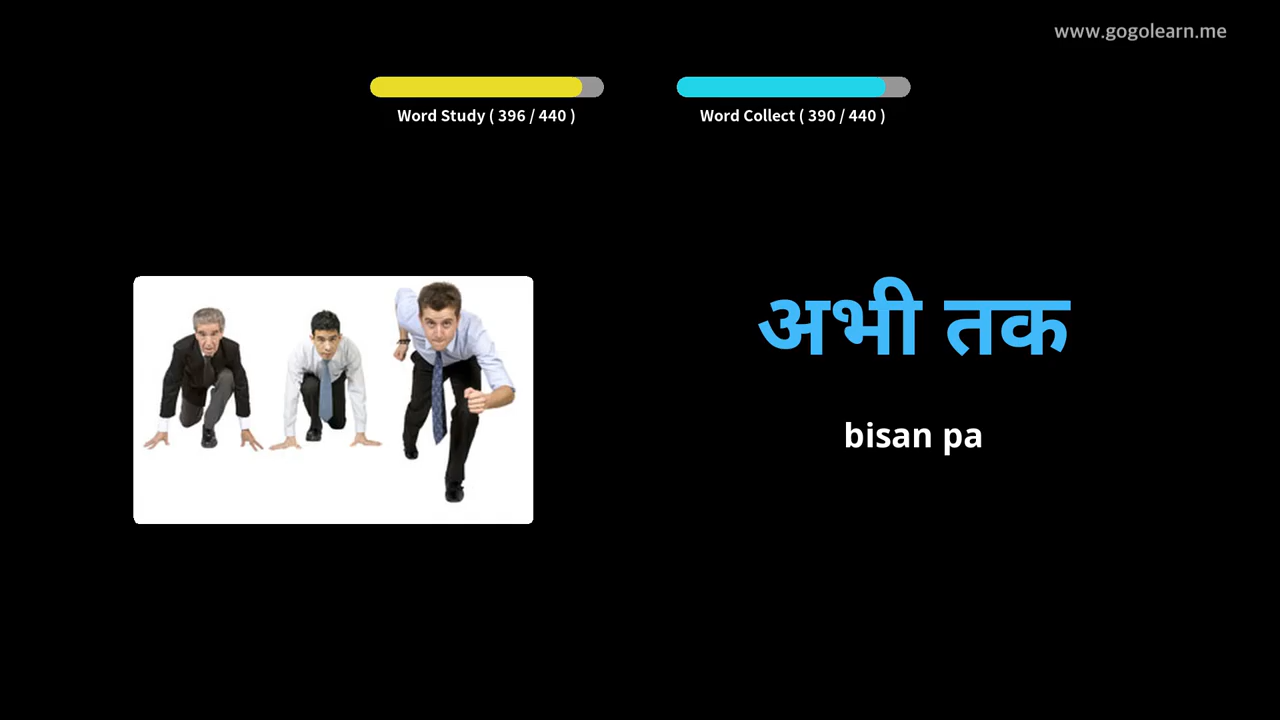 www.gogolearn.me
Word Study ( 396 / 440 )
Word Collect ( 390 / 440 )
अभी तक
bisan pa